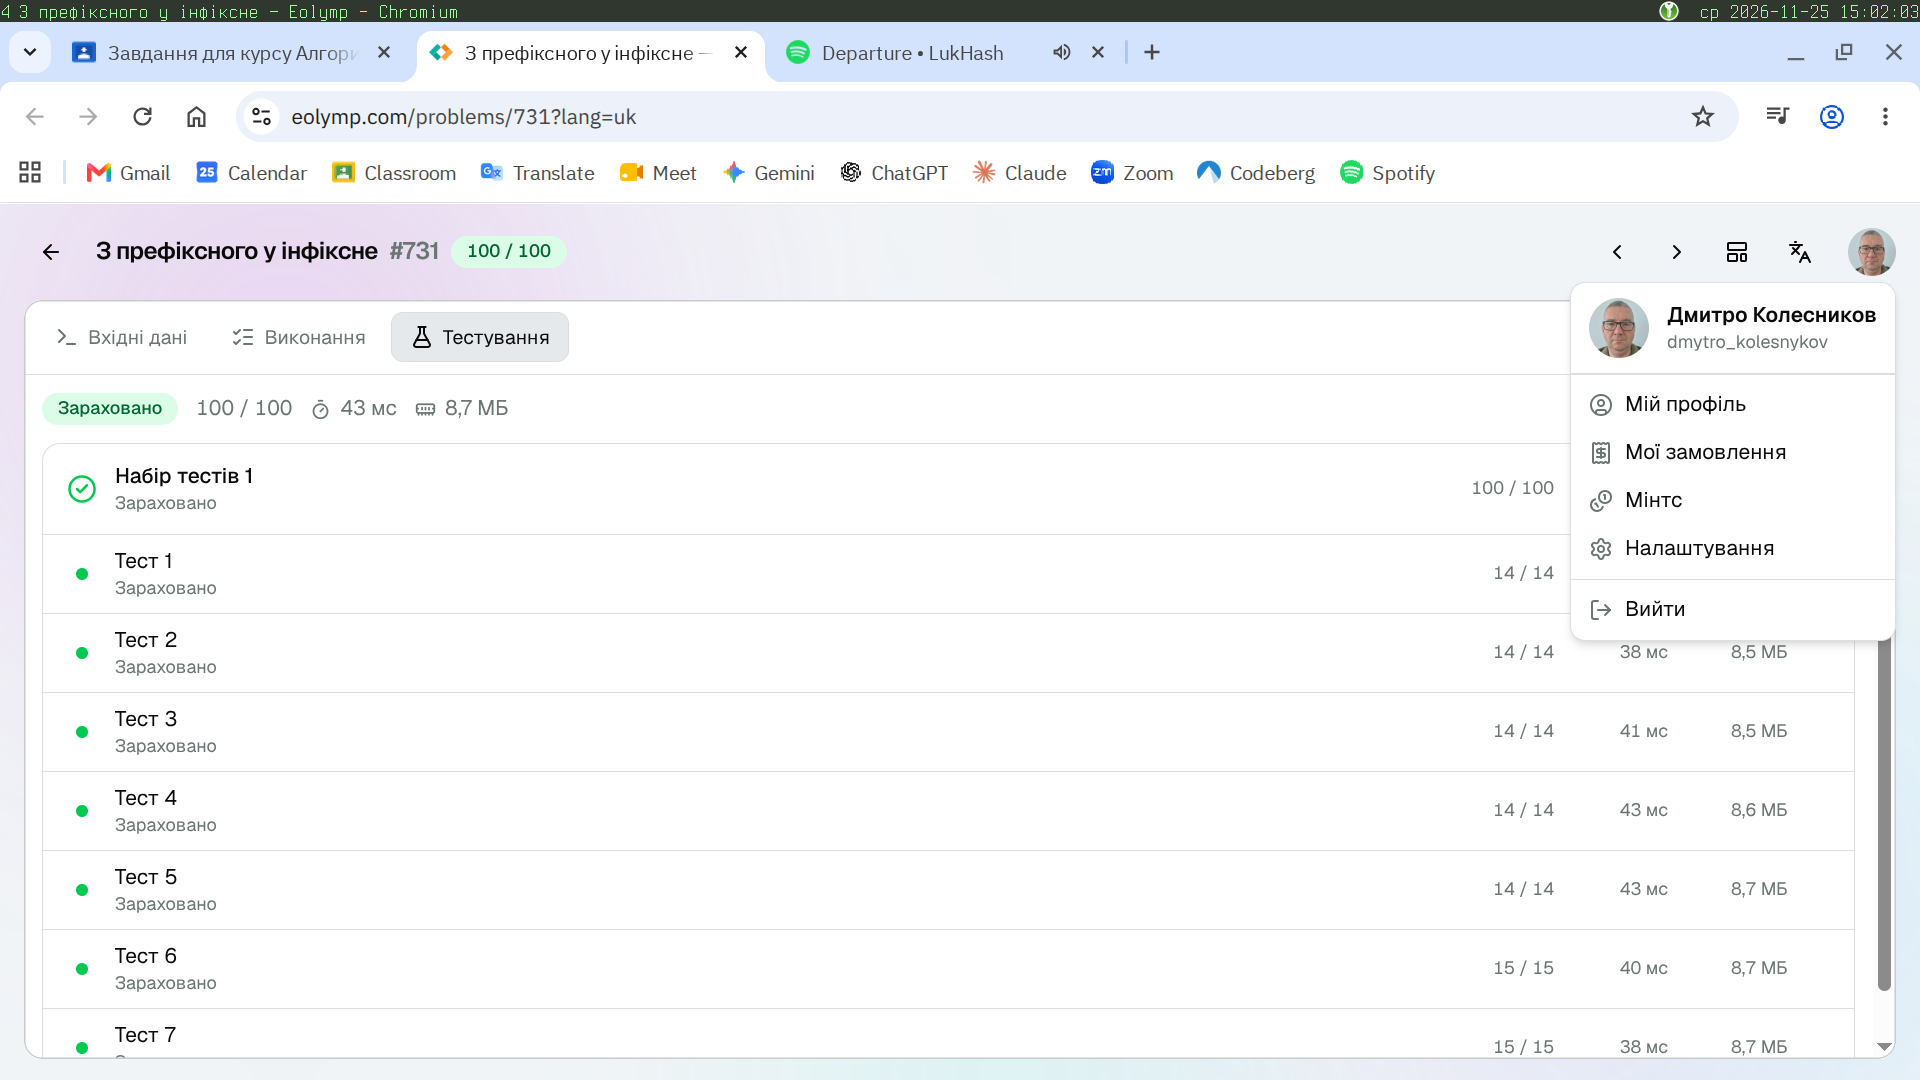 4 З префіксного у інфіксне – Eolymp – Chromium
ср 2026-11-25 15:02:03
Завдання для курсу Алгори
З префіксного у інфіксне —
Departure • LukHash
eolymp.com/problems/731?lang=uk
Gmail
25 Calendar
Classroom
Translate
Meet
Gemini
ChatGPT
Claude
zm Zoom
Codeberg
Spotify
З префіксного у інфіксне #731 100 / 100
Дмитро Колесников
dmytro_kolesnykov
Мій профіль
Мої замовлення
Мінтс
Налаштування
Вийти
Вхідні дані
Виконання
Тестування
Зараховано 100 / 100 43 мс 8,7 МБ
Набір тестів 1
Зараховано
100 / 100
Тест 1
Зараховано
14 / 14
Тест 2
Зараховано
14 / 14 38 мс 8,5 МБ
Тест 3
Зараховано
14 / 14 41 мс 8,5 МБ
Тест 4
Зараховано
14 / 14 43 мс 8,6 МБ
Тест 5
Зараховано
14 / 14 43 мс 8,7 МБ
Тест 6
Зараховано
15 / 15 40 мс 8,7 МБ
Тест 7
15 / 15 38 мс 8,7 МБ